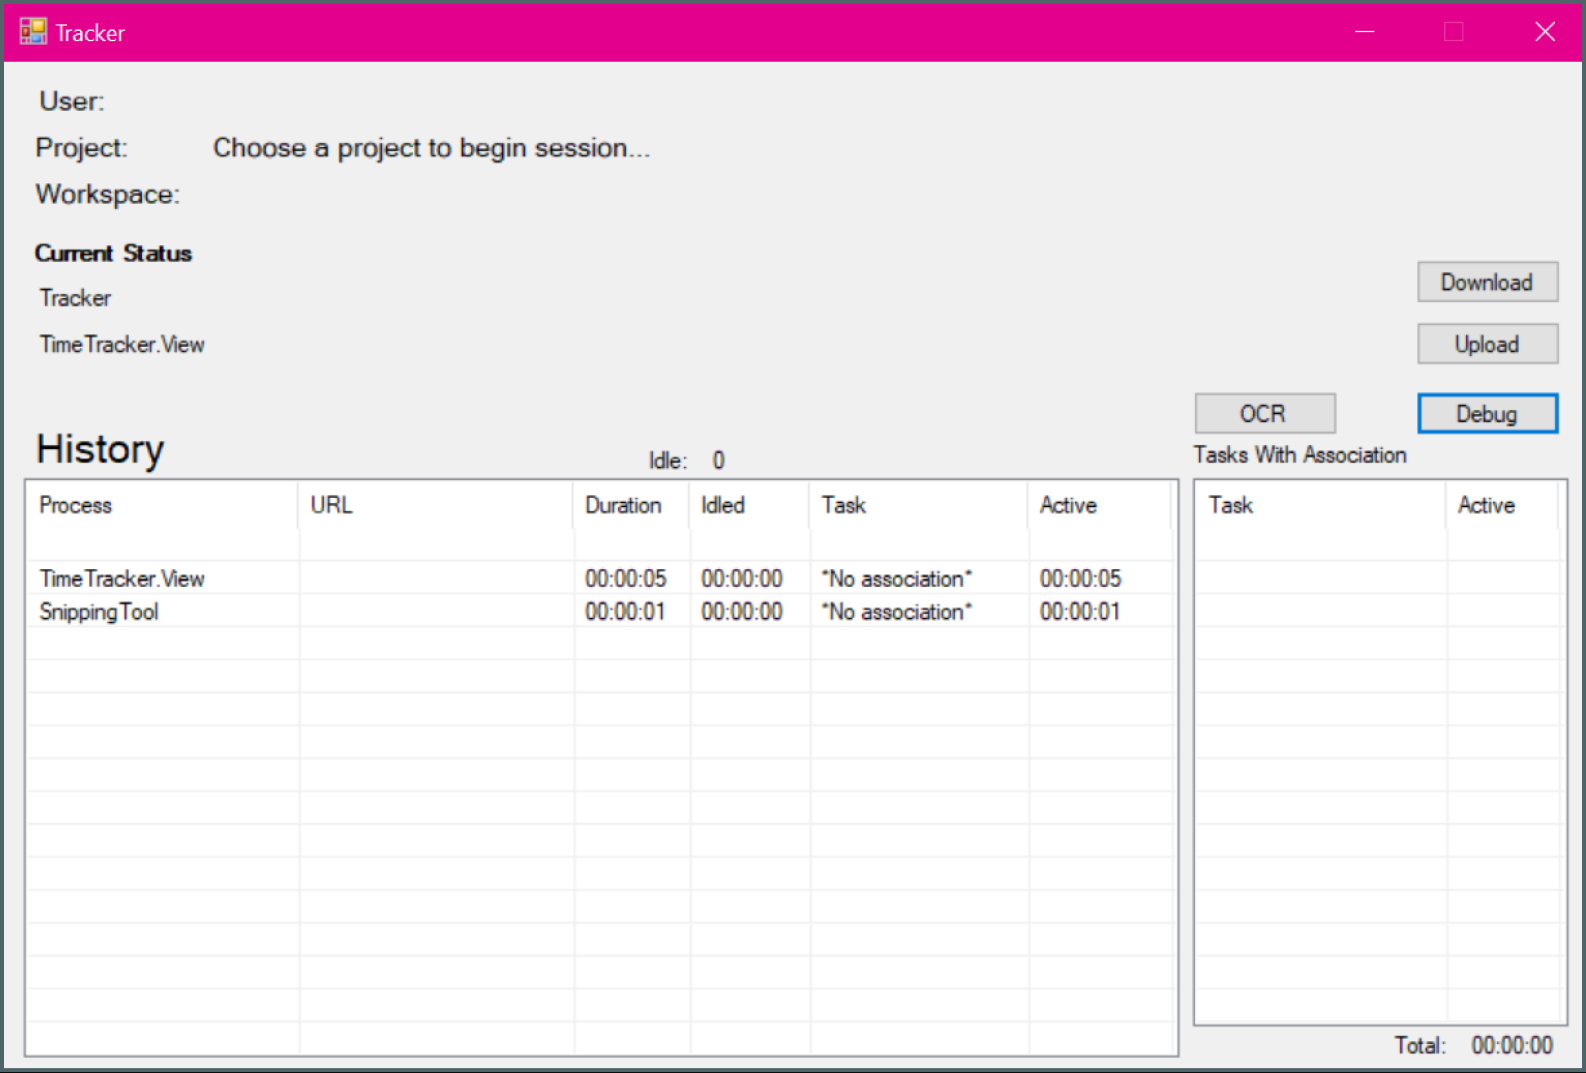 Tracker
User:
Project: Choose a project to begin session...
Workspace:
Current Status
Tracker
TimeTracker.View
Download
Upload
OCR Debug
History Idle: 0 Tasks With Association
Process URL Duration Idled Task Active Task Active
TimeTracker.View 00:00:05 00:00:00 *No association* 00:00:05
SnippingTool 00:00:01 00:00:00 *No association* 00:00:01
Total: 00:00:00